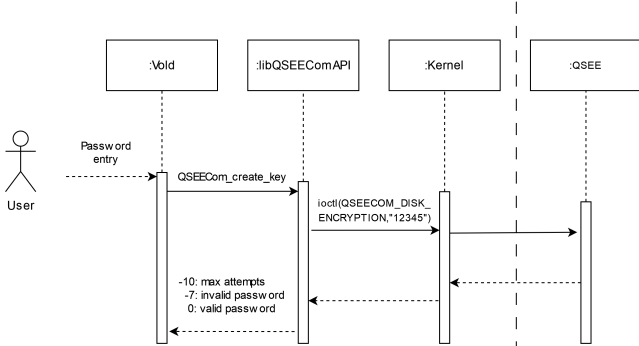 :Vold
:libQSEEComAPI
:Kernel
:QSEE
Password
entry
User
QSEECom_create_key
ioctl(QSEECOM_DISK_
ENCRYPTION,"12345")
-10: max attempts
-7: invalid password
0: valid password